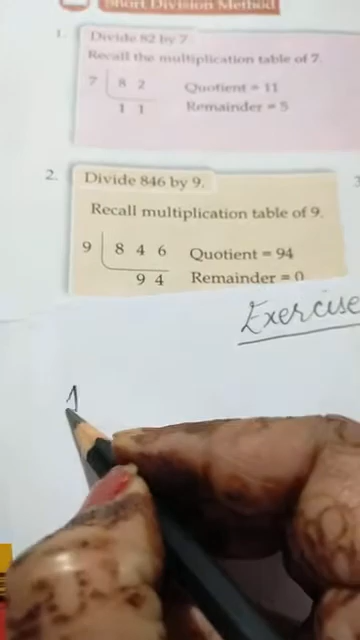 Short Division Method
1. Divide 82 by 7
Recall the multiplication table of 7.
7 8 2 Quotient = 11
1 1 Remainder = 5
2. Divide 846 by 9.
Recall multiplication table of 9.
9 8 4 6 Quotient = 94
9 4 Remainder = 0
Exercise
1